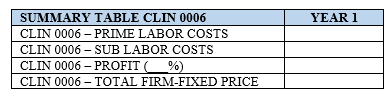 SUMMARY TABLE CLIN 0006 YEAR 1
CLIN 0006 – PRIME LABOR COSTS
CLIN 0006 – SUB LABOR COSTS
CLIN 0006 – PROFIT (___%)
CLIN 0006 – TOTAL FIRM-FIXED PRICE